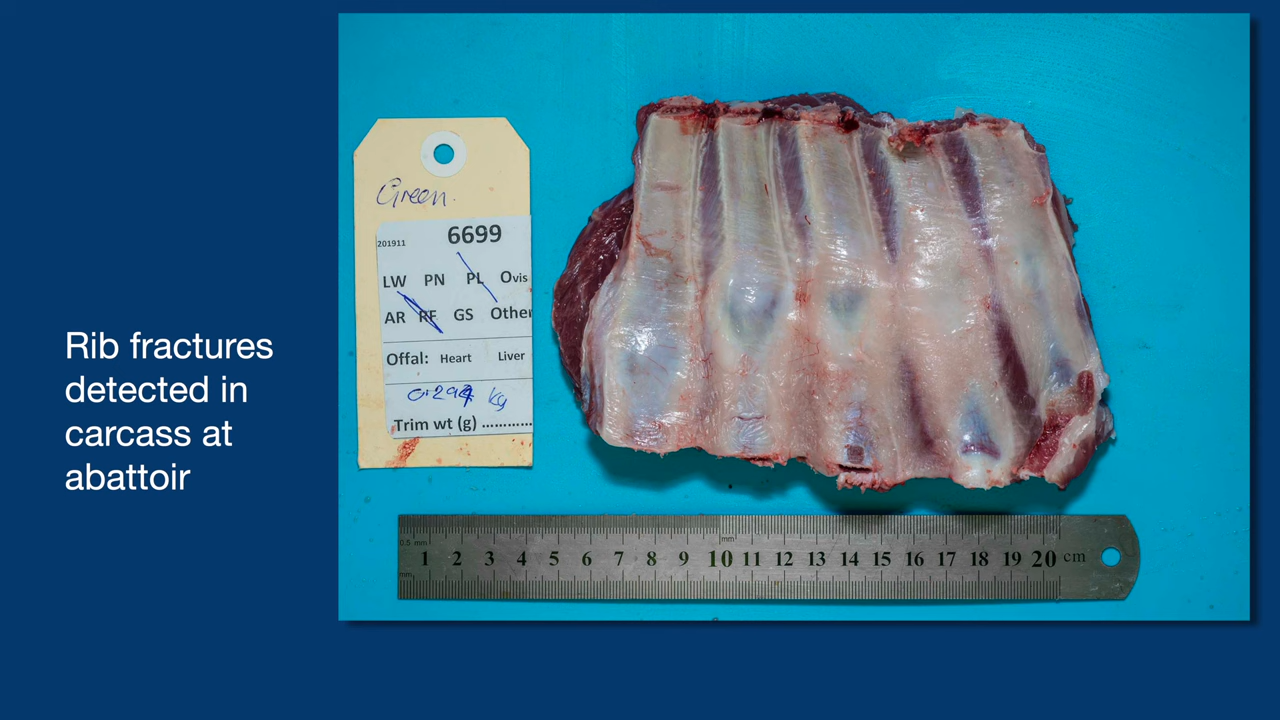 Rib fractures
detected in
carcass at
abattoir
Green.
201911 6699
LW PN PL Ovis
AR RF GS Other
Offal: Heart Liver
kg
Trim wt (g) ..............
0.5 mm
mm
1 2 3 4 5 6 7 8 9 10 11 12 13 14 15 16 17 18 19 20 cm
mm